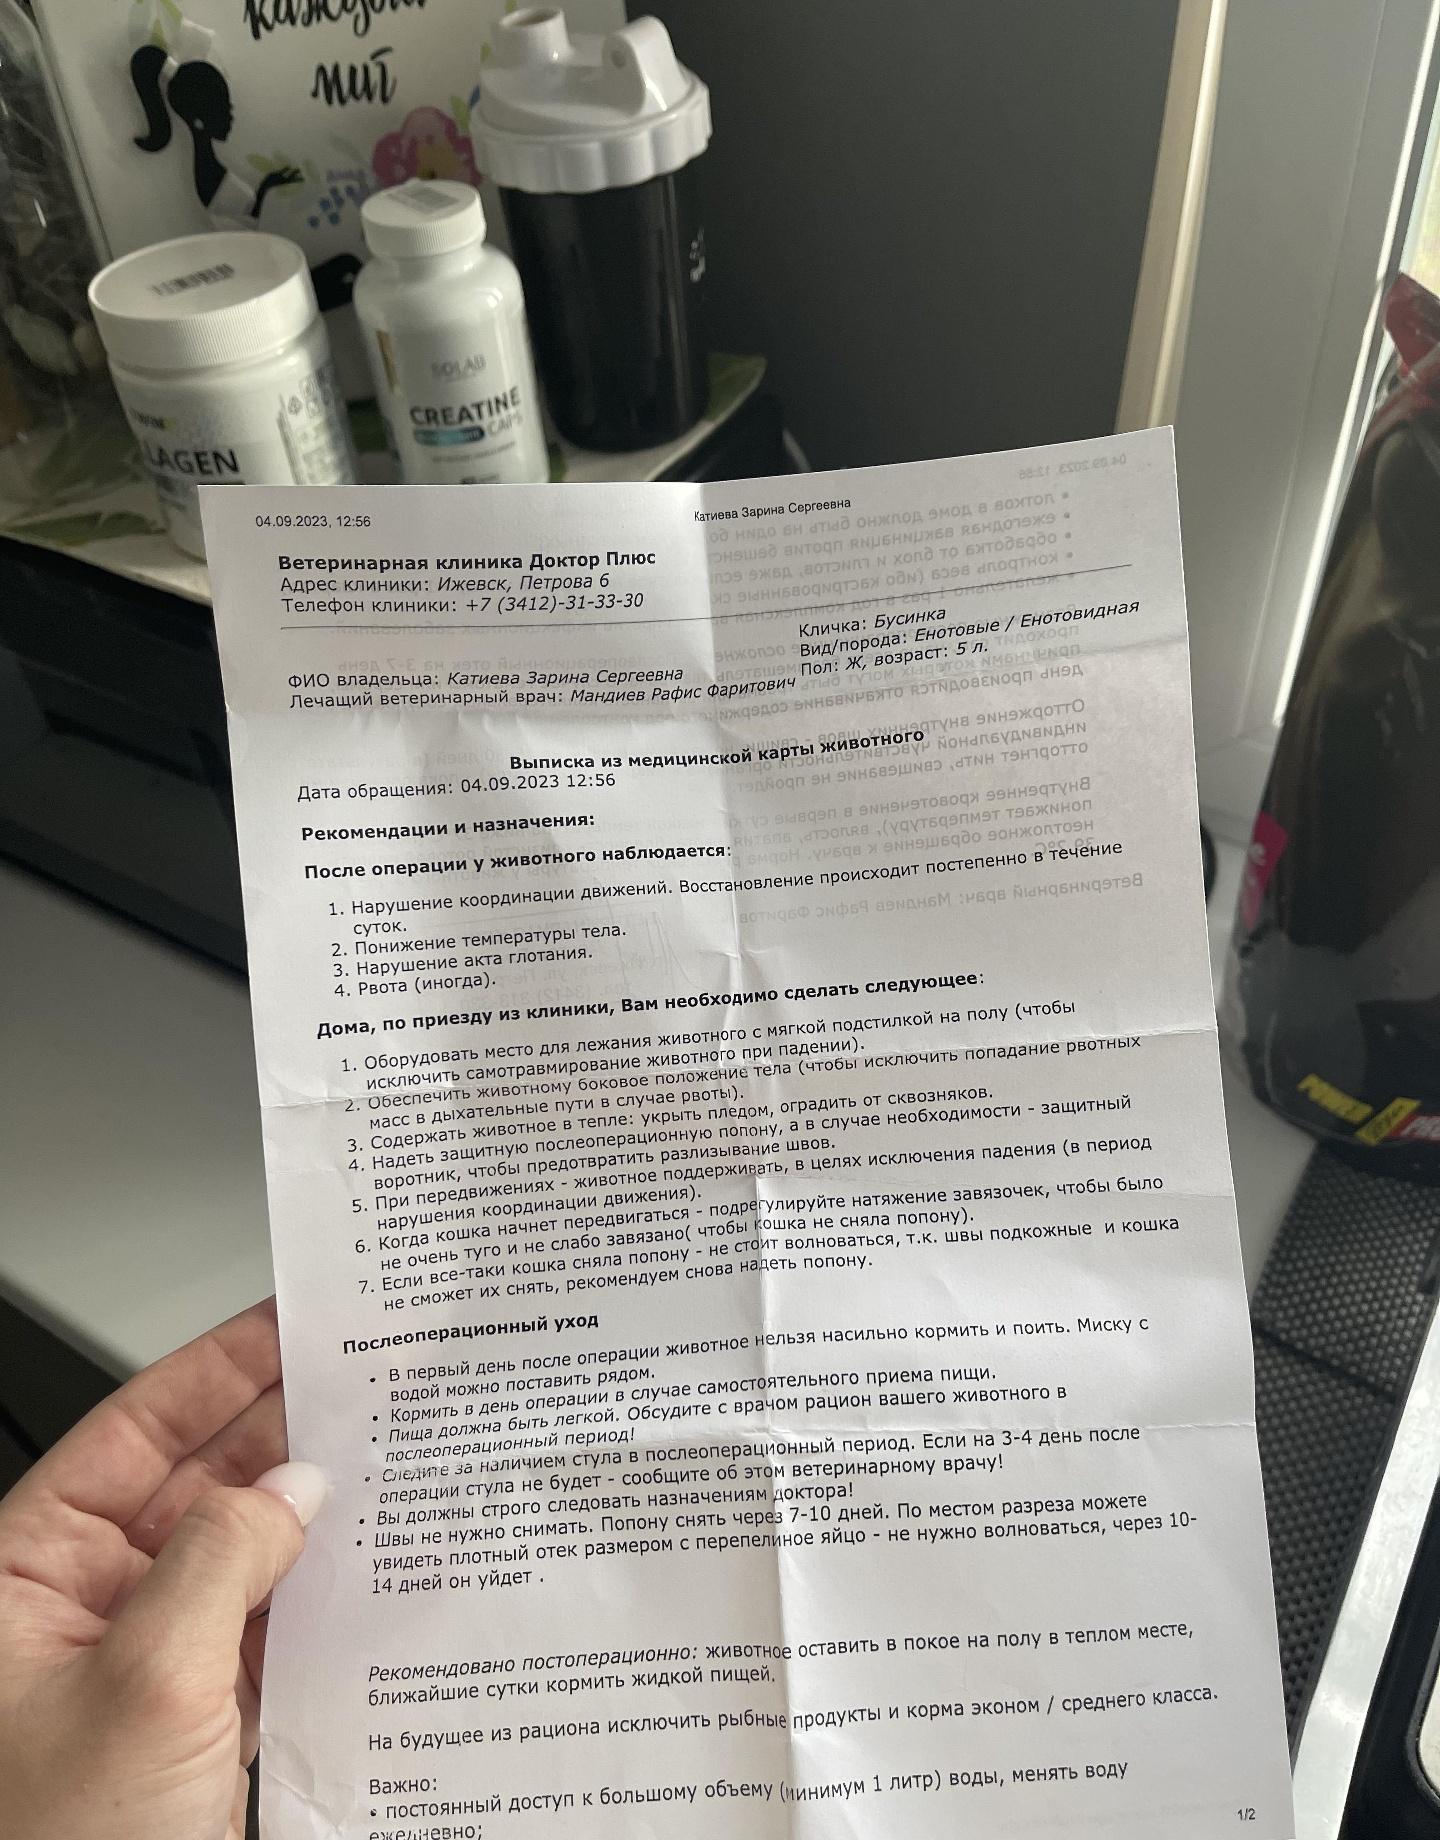 каждый
миг
LAGEN
SOLAB
CREATINE
CAPS
04.09.2023, 12:56
Катиева Зарина Сергеевна
Ветеринарная клиника Доктор Плюс
Адрес клиники: Ижевск, Петрова 6
Телефон клиники: +7 (3412)-31-33-30
Кличка: Бусинка
Вид/порода: Енотовые / Енотовидная
Пол: Ж, возраст: 5 л.
ФИО владельца: Катиева Зарина Сергеевна
Лечащий ветеринарный врач: Мандиев Рафис Фаритович
Выписка из медицинской карты животного
Дата обращения: 04.09.2023 12:56
Рекомендации и назначения:
После операции у животного наблюдается:
1. Нарушение координации движений. Восстановление происходит постепенно в течение
суток.
2. Понижение температуры тела.
3. Нарушение акта глотания.
4. Рвота (иногда).
Дома, по приезду из клиники, Вам необходимо сделать следующее:
1. Оборудовать место для лежания животного с мягкой подстилкой на полу (чтобы
исключить самотравмирование животного при падении).
2. Обеспечить животному боковое положение тела (чтобы исключить попадание рвотных
масс в дыхательные пути в случае рвоты).
3. Содержать животное в тепле: укрыть пледом, оградить от сквозняков.
4. Надеть защитную послеоперационную попону, а в случае необходимости - защитный
воротник, чтобы предотвратить разлизывание швов.
5. При передвижениях - животное поддерживать, в целях исключения падения (в период
нарушения координации движения).
6. Когда кошка начнет передвигаться - подрегулируйте натяжение завязочек, чтобы было
не очень туго и не слабо завязано( чтобы кошка не сняла попону).
7. Если все-таки кошка сняла попону - не стоит волноваться, т.к. швы подкожные и кошка
не сможет их снять, рекомендуем снова надеть попону.
Послеоперационный уход
• В первый день после операции животное нельзя насильно кормить и поить. Миску с
водой можно поставить рядом.
• Кормить в день операции в случае самостоятельного приема пищи.
• Пища должна быть легкой. Обсудите с врачом рацион вашего животного в
послеоперационный период!
• Следите за наличием стула в послеоперационный период. Если на 3-4 день после
операции стула не будет - сообщите об этом ветеринарному врачу!
• Вы должны строго следовать назначениям доктора!
• Швы не нужно снимать. Попону снять через 7-10 дней. По местом разреза можете
увидеть плотный отек размером с перепелиное яйцо - не нужно волноваться, через 10-
14 дней он уйдет .
Рекомендовано постоперационно: животное оставить в покое на полу в теплом месте,
ближайшие сутки кормить жидкой пищей.
На будущее из рациона исключить рыбные продукты и корма эконом / среднего класса.
Важно:
• постоянный доступ к большому объему (минимум 1 литр) воды, менять воду
ежедневно;
1/2
POWER